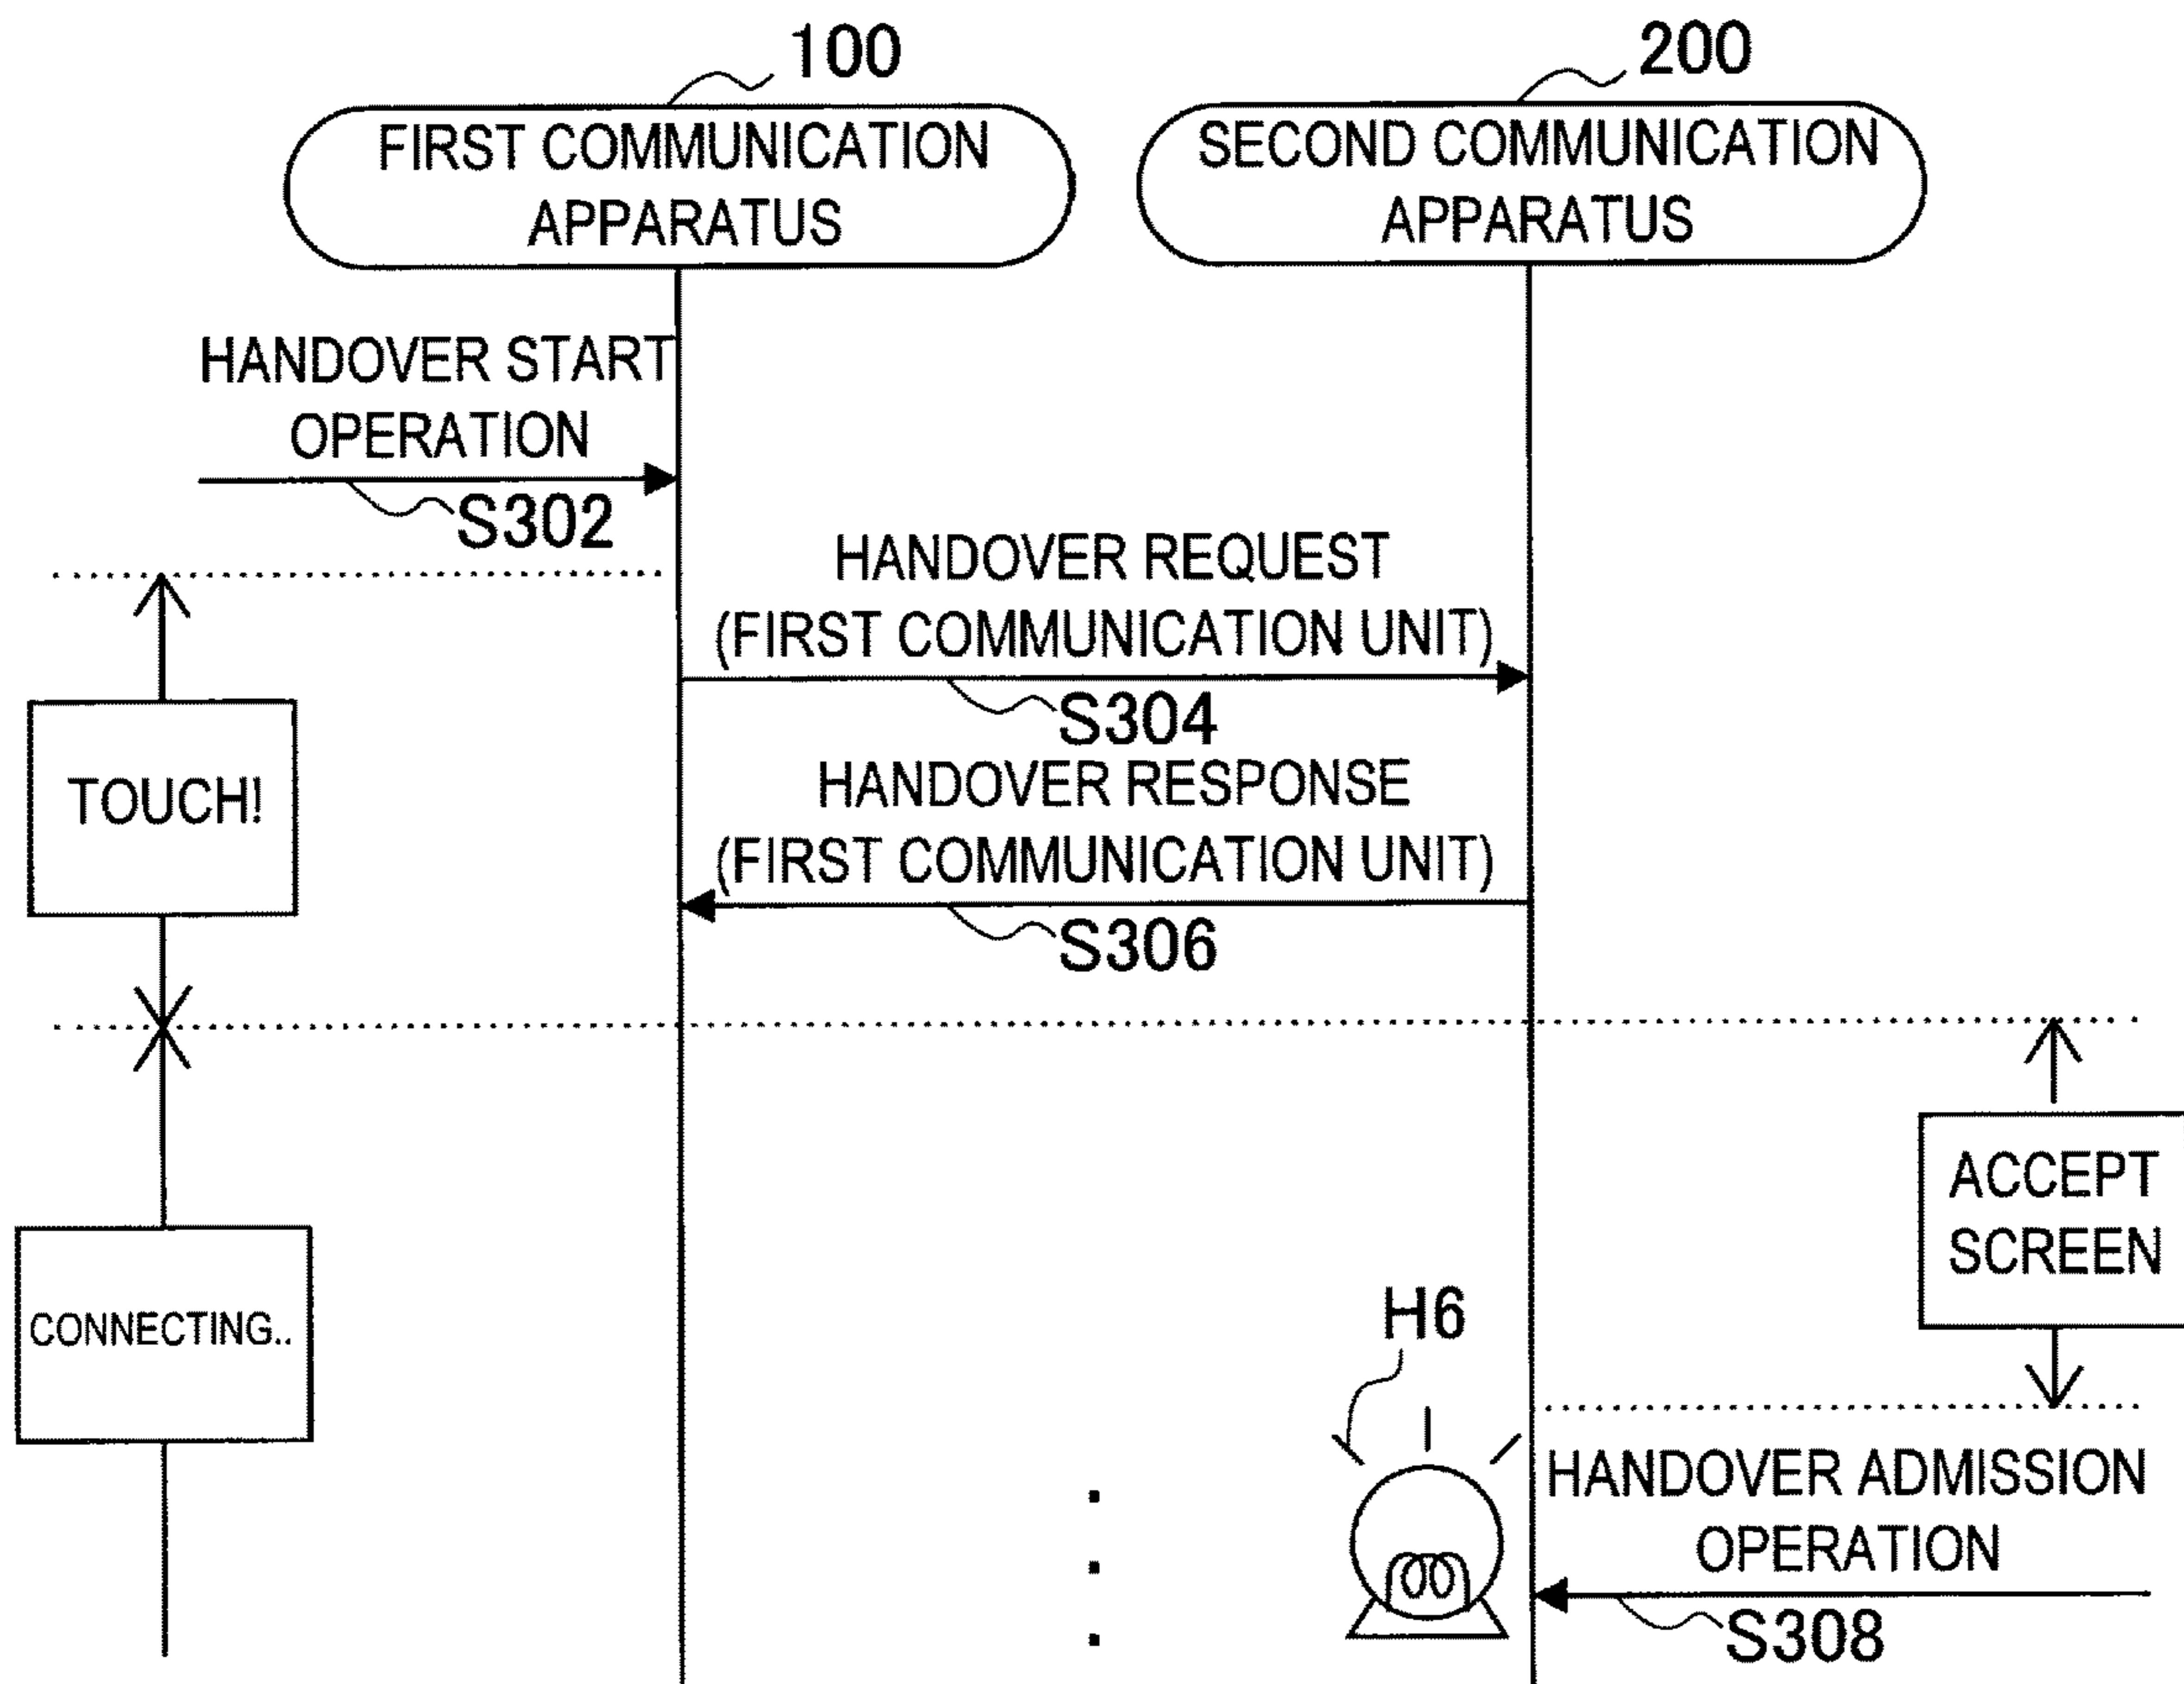 100
200
FIRST COMMUNICATION
APPARATUS
SECOND COMMUNICATION
APPARATUS
HANDOVER START
OPERATION
S302
HANDOVER REQUEST
(FIRST COMMUNICATION UNIT)
S304
TOUCH!
HANDOVER RESPONSE
(FIRST COMMUNICATION UNIT)
S306
ACCEPT
SCREEN
CONNECTING..
H6
HANDOVER ADMISSION
OPERATION
S308